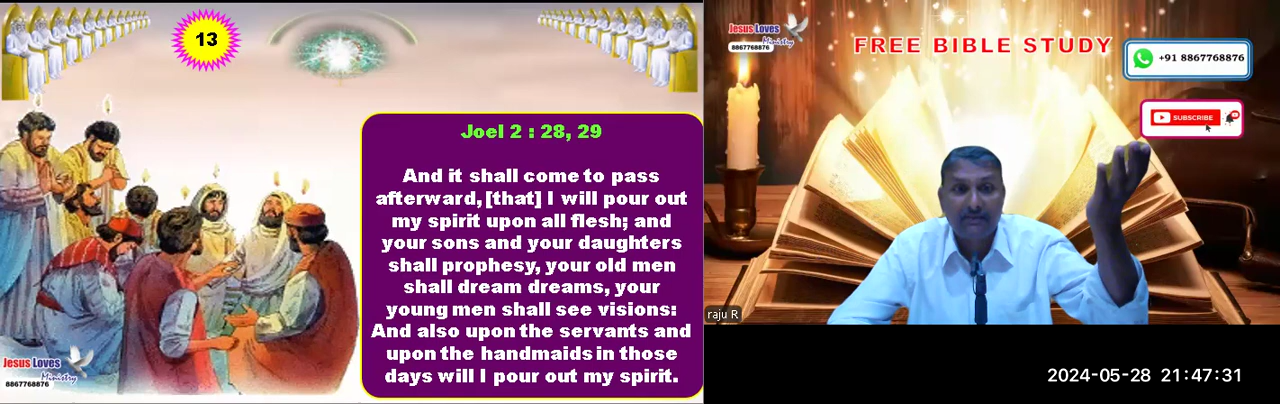 13
Joel 2 : 28, 29
And it shall come to pass
afterward, [that] I will pour out
my spirit upon all flesh; and
your sons and your daughters
shall prophesy, your old men
shall dream dreams, your
young men shall see visions:
And also upon the servants and
upon the handmaids in those
days will I pour out my spirit.
Jesus Loves
Ministry
8867768876
Jesus Loves
Ministry
8867768876
FREE BIBLE STUDY
+91 8867768876
SUBSCRIBE
raju R
2024-05-28 21:47:31